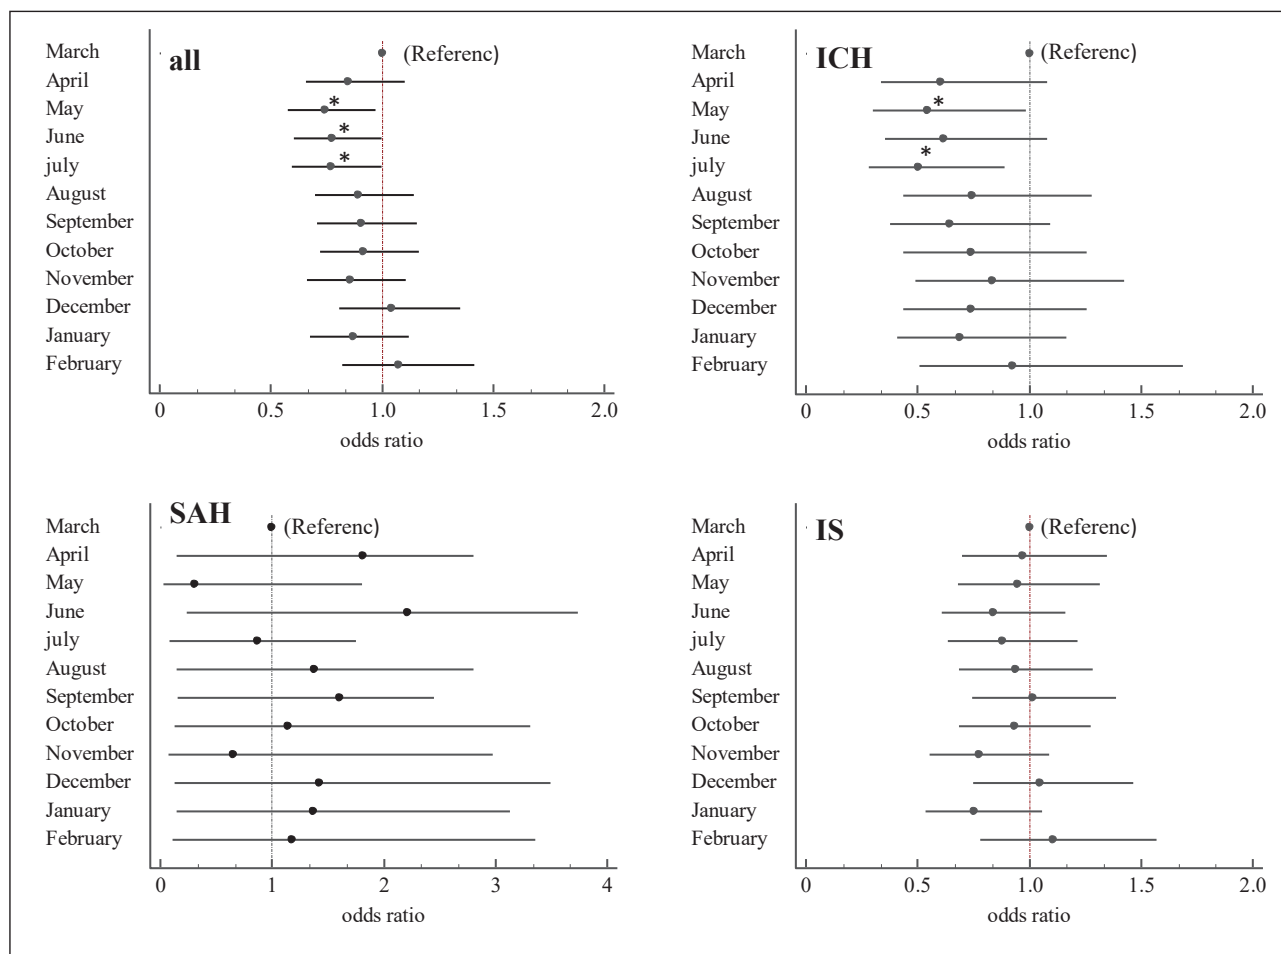 all
March (Referenc)
April
May *
June *
july *
August
September
October
November
December
January
February
0 0.5 1.0 1.5 2.0
odds ratio
ICH
March (Referenc)
April
May *
June
july *
August
September
October
November
December
January
February
0 0.5 1.0 1.5 2.0
odds ratio
SAH
March (Referenc)
April
May
June
july
August
September
October
November
December
January
February
0 1 2 3 4
odds ratio
IS
March (Referenc)
April
May
June
july
August
September
October
November
December
January
February
0 0.5 1.0 1.5 2.0
odds ratio